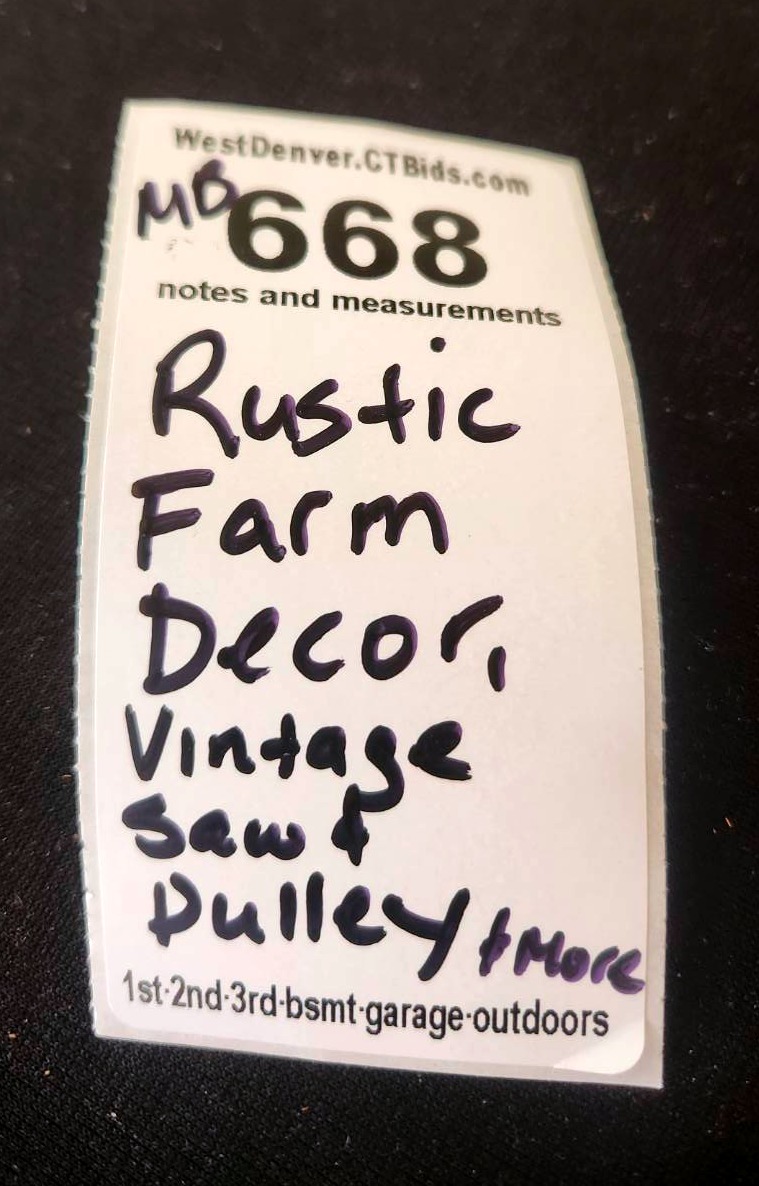 WestDenver.CTBids.com
MB 668
notes and measurements
Rustic
Farm
Decor,
Vintage
Saw &
Pulley & More
1st·2nd·3rd·bsmt·garage·outdoors